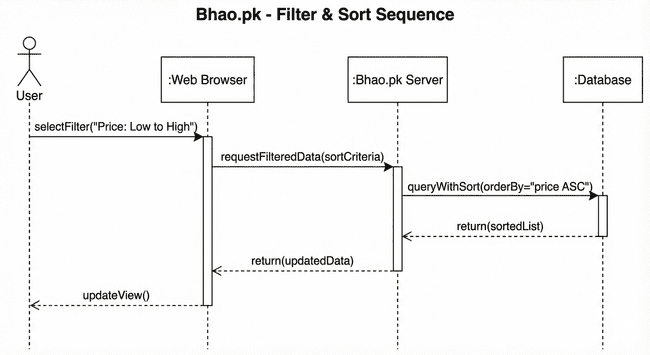 Bhao.pk - Filter & Sort Sequence
User
:Web Browser
:Bhao.pk Server
:Database
selectFilter("Price: Low to High")
requestFilteredData(sortCriteria)
queryWithSort(orderBy="price ASC")
return(sortedList)
return(updatedData)
updateView()